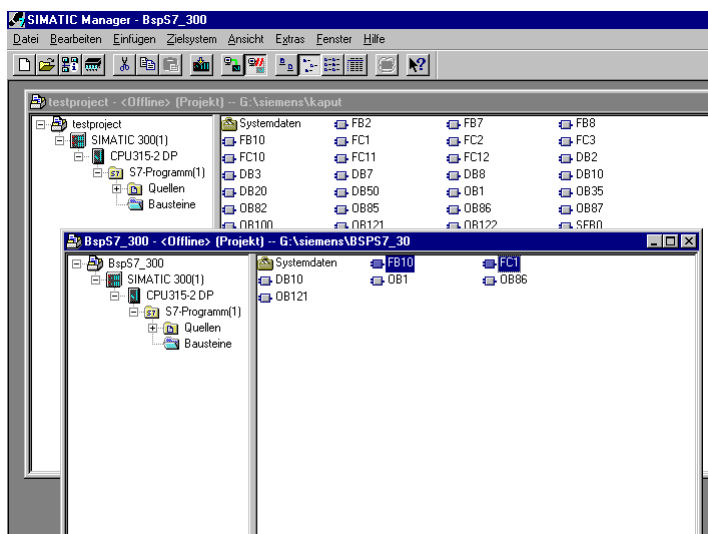 SIMATIC Manager - BspS7_300
Datei Bearbeiten Einfügen Zielsystem Ansicht Extras Fenster Hilfe
testproject - <Offline> (Projekt) -- G:\siemens\kaput
testproject
SIMATIC 300(1)
CPU315-2 DP
S7-Programm(1)
Quellen
Bausteine
Systemdaten FB2 FB7 FB8
FB10 FC1 FC2 FC3
FC10 FC11 FC12 DB2
DB3 DB7 DB8 DB10
DB20 DB50 OB1 OB35
OB82 OB85 OB86 OB87
OB100 OB121 OB122 SFB0
BspS7_300 - <Offline> (Projekt) -- G:\siemens\BSPS7_30
BspS7_300
SIMATIC 300(1)
CPU315-2 DP
S7-Programm(1)
Quellen
Bausteine
Systemdaten FB10 FC1
DB10 OB1 OB86
OB121